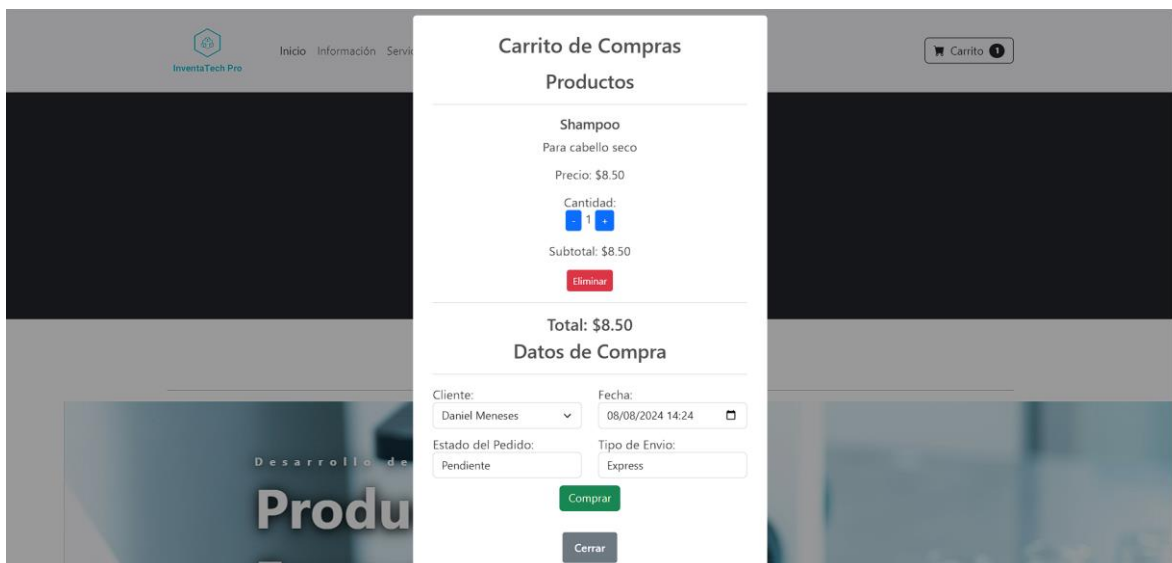 InventaTech Pro
Inicio Información
Carrito 1
Carrito de Compras
Productos
Shampoo
Para cabello seco
Precio: $8.50
Cantidad:
- 1 +
Subtotal: $8.50
Eliminar
Total: $8.50
Datos de Compra
Cliente: Fecha:
Daniel Meneses 08/08/2024 14:24
Estado del Pedido: Tipo de Envio:
Pendiente Express
Comprar
Cerrar
Desarrollo de
Produ